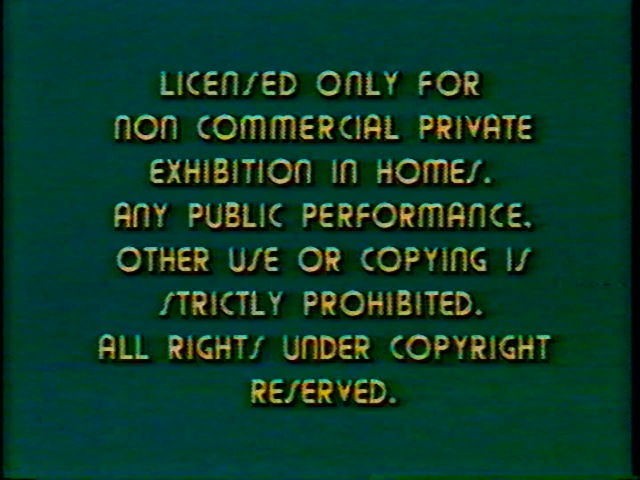 LICENSED ONLY FOR
NON COMMERCIAL PRIVATE
EXHIBITION IN HOMES.
ANY PUBLIC PERFORMANCE,
OTHER USE OR COPYING IS
STRICTLY PROHIBITED.
ALL RIGHTS UNDER COPYRIGHT
RESERVED.